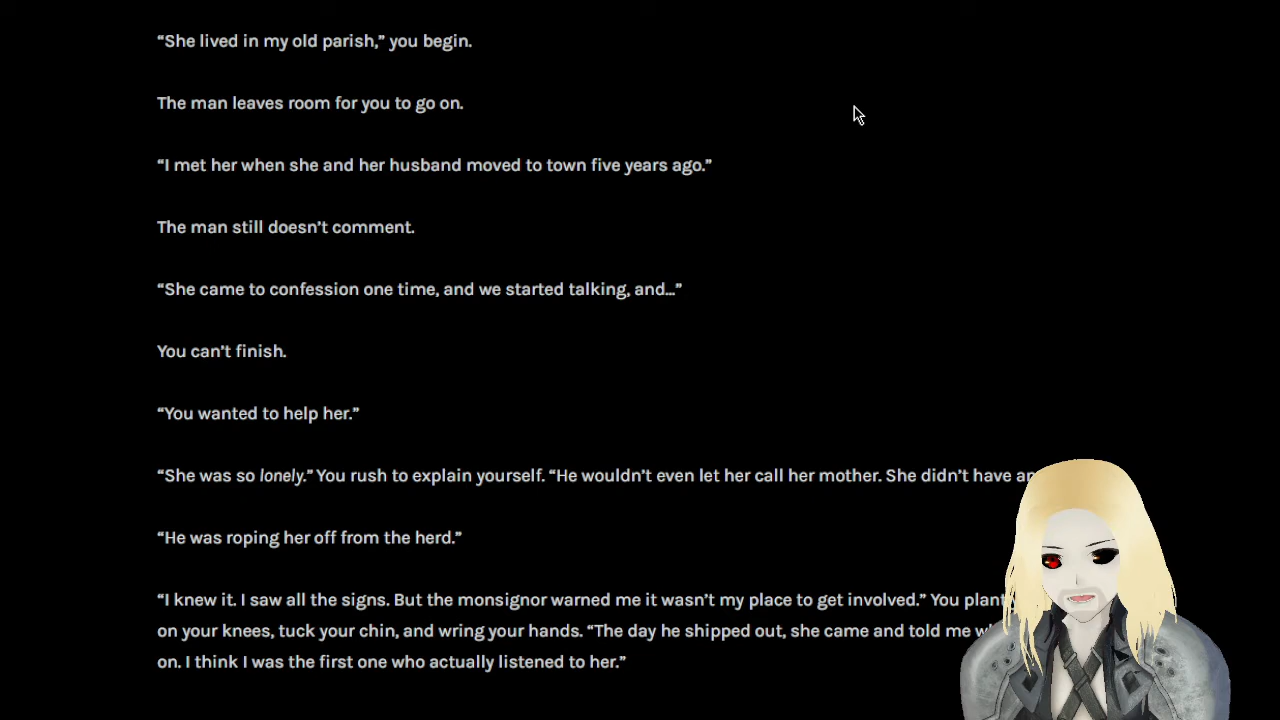 “She lived in my old parish,” you begin.
The man leaves room for you to go on.
“I met her when she and her husband moved to town five years ago.”
The man still doesn’t comment.
“She came to confession one time, and we started talking, and...”
You can’t finish.
“You wanted to help her.”
“She was so lonely.” You rush to explain yourself. “He wouldn’t even let her call her mother. She didn’t have
“He was roping her off from the herd.”
“I knew it. I saw all the signs. But the monsignor warned me it wasn’t my place to get involved.” You
on your knees, tuck your chin, and wring your hands. “The day he shipped out, she came and told me
on. I think I was the first one who actually listened to her.”